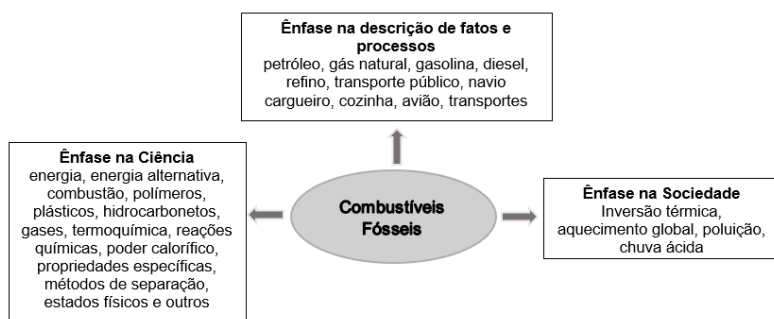 Ênfase na descrição de fatos e
processos
petróleo, gás natural, gasolina, diesel,
refino, transporte público, navio
cargueiro, cozinha, avião, transportes
Ênfase na Ciência
energia, energia alternativa,
combustão, polímeros,
plásticos, hidrocarbonetos,
gases, termoquímica, reações
químicas, poder calorífico,
propriedades específicas,
métodos de separação,
estados físicos e outros
Combustíveis
Fósseis
Ênfase na Sociedade
Inversão térmica,
aquecimento global, poluição,
chuva ácida